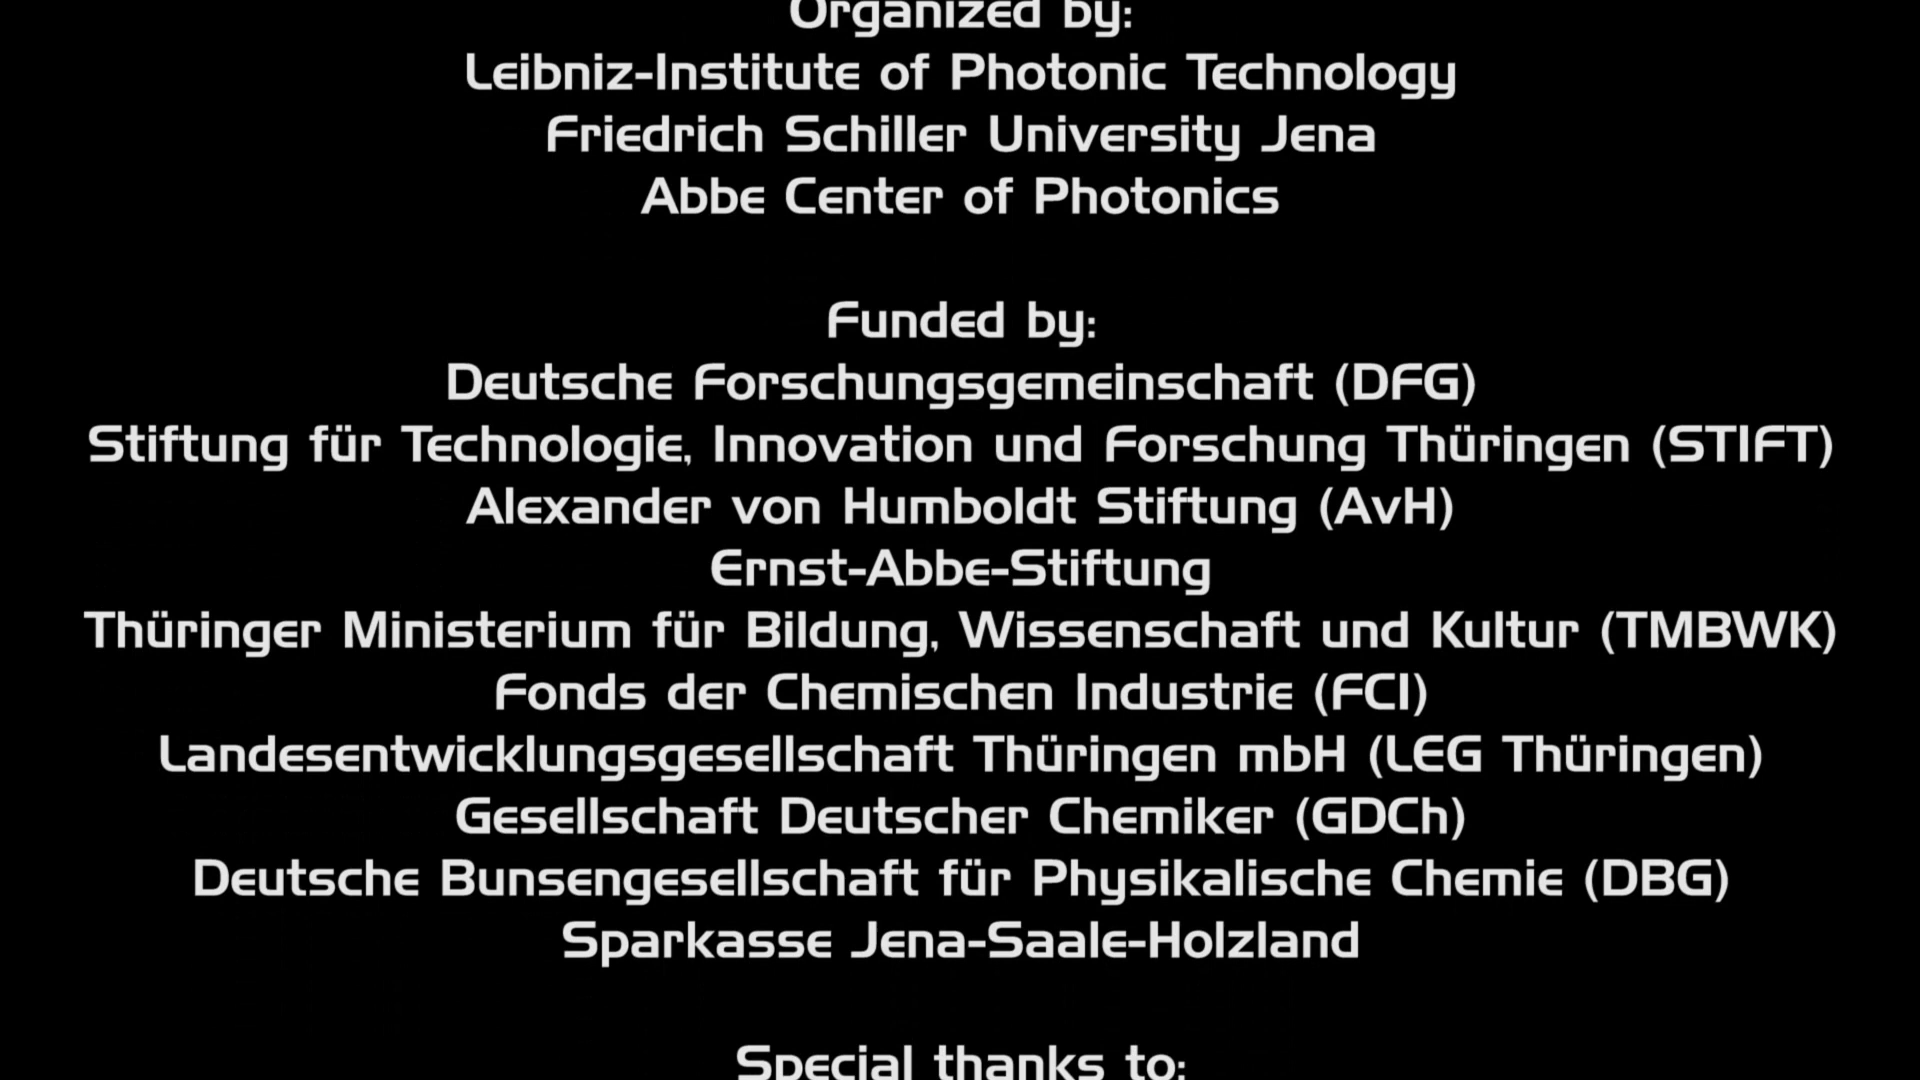 Organized by:
Leibniz-Institute of Photonic Technology
Friedrich Schiller University Jena
Abbe Center of Photonics
Funded by:
Deutsche Forschungsgemeinschaft (DFG)
Stiftung für Technologie, Innovation und Forschung Thüringen (STIFT)
Alexander von Humboldt Stiftung (AvH)
Ernst-Abbe-Stiftung
Thüringer Ministerium für Bildung, Wissenschaft und Kultur (TMBWK)
Fonds der Chemischen Industrie (FCI)
Landesentwicklungsgesellschaft Thüringen mbH (LEG Thüringen)
Gesellschaft Deutscher Chemiker (GDCh)
Deutsche Bunsengesellschaft für Physikalische Chemie (DBG)
Sparkasse Jena-Saale-Holzland
Special thanks to: